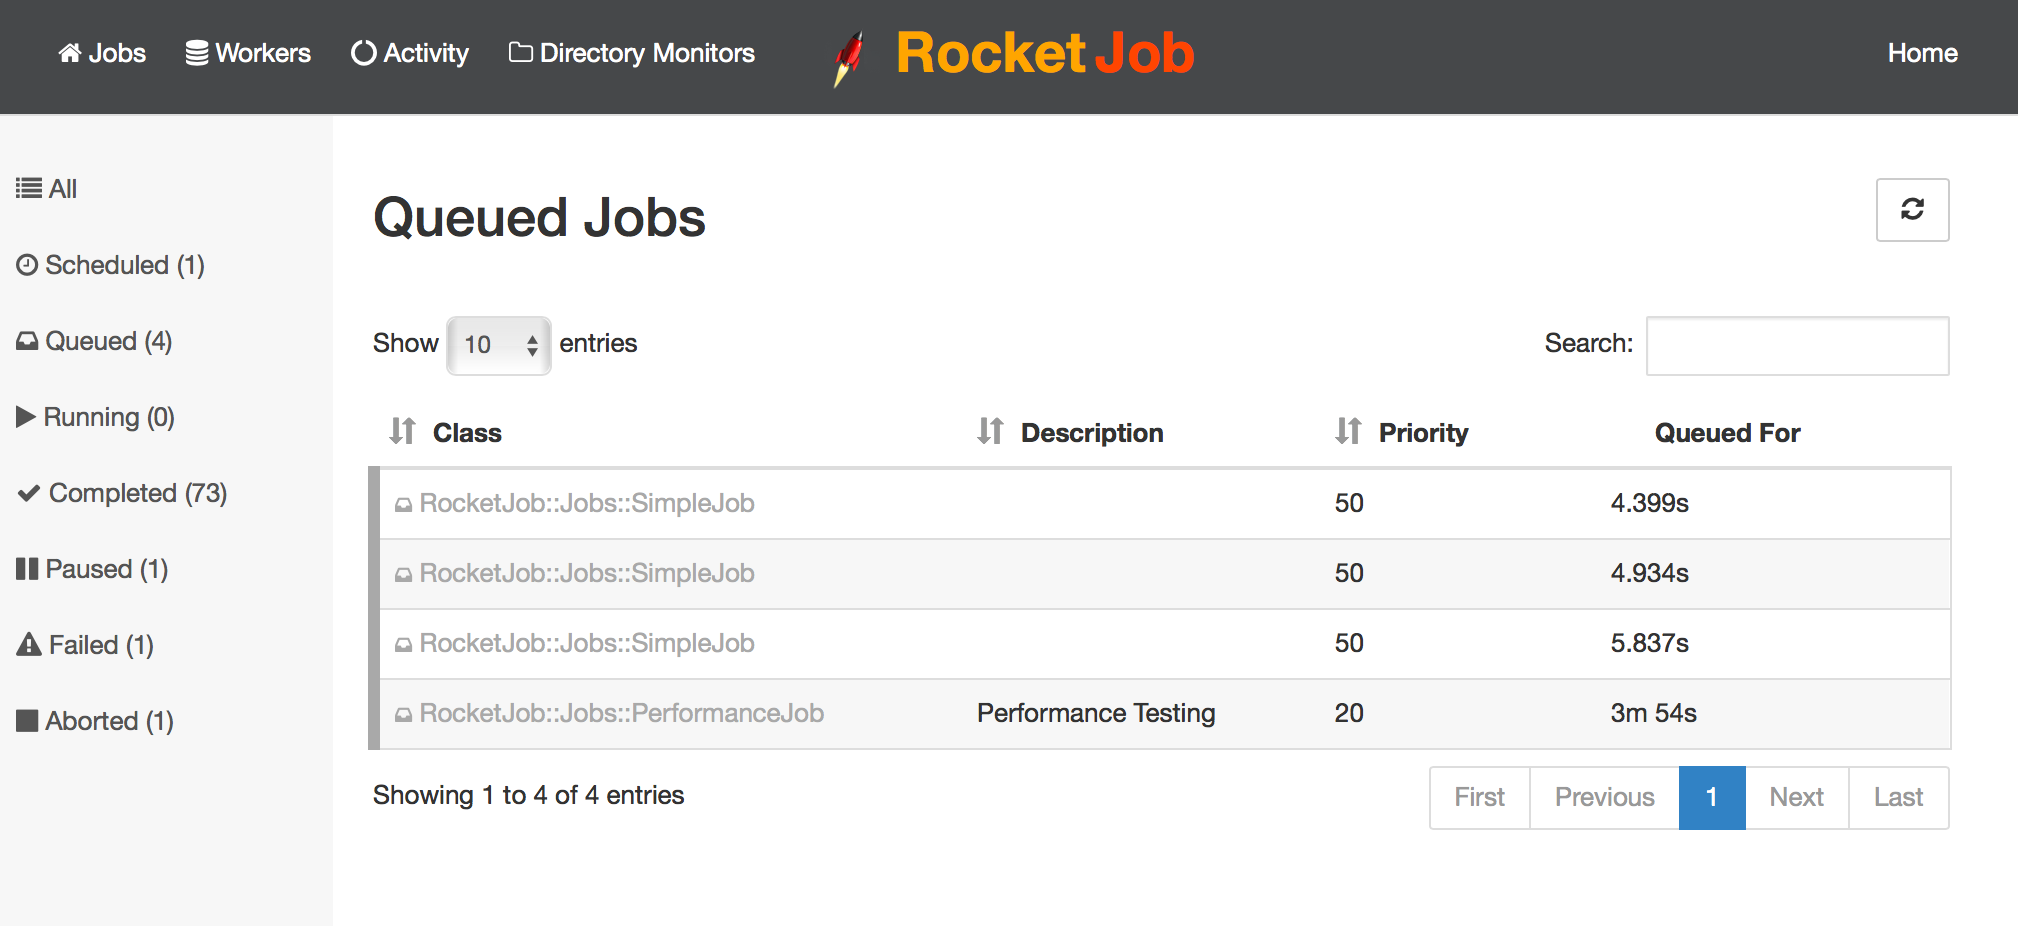 Jobs Workers Activity Directory Monitors Rocket Job Home
All
Scheduled (1)
Queued (4)
Running (0)
Completed (73)
Paused (1)
Failed (1)
Aborted (1)
Queued Jobs
Show 10 entries Search:
Class Description Priority Queued For
RocketJob::Jobs::SimpleJob 50 4.399s
RocketJob::Jobs::SimpleJob 50 4.934s
RocketJob::Jobs::SimpleJob 50 5.837s
RocketJob::Jobs::PerformanceJob Performance Testing 20 3m 54s
Showing 1 to 4 of 4 entries First Previous 1 Next Last